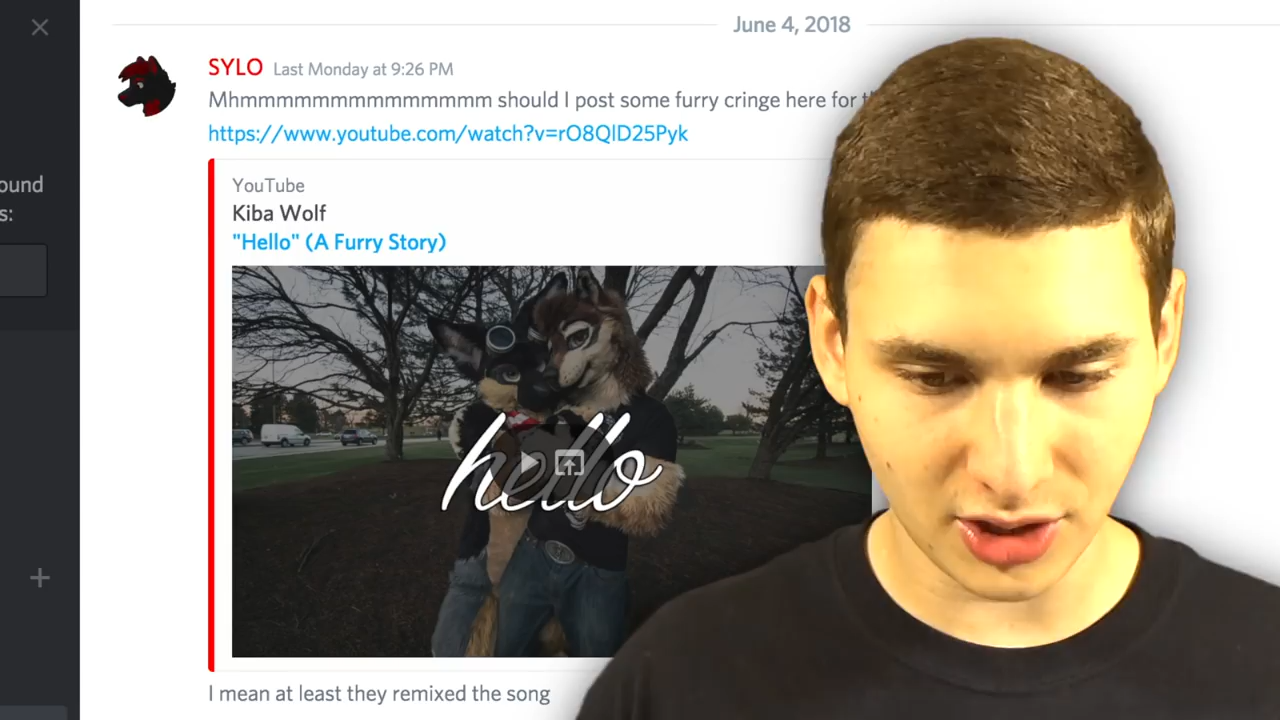 June 4, 2018
SYLO Last Monday at 9:26 PM
Mhmmmmmmmmmmmmmmm should I post some furry cringe here for
https://www.youtube.com/watch?v=rO8QlD25Pyk
ound
YouTube
s:
Kiba Wolf
"Hello" (A Furry Story)
hello
I mean at least they remixed the song